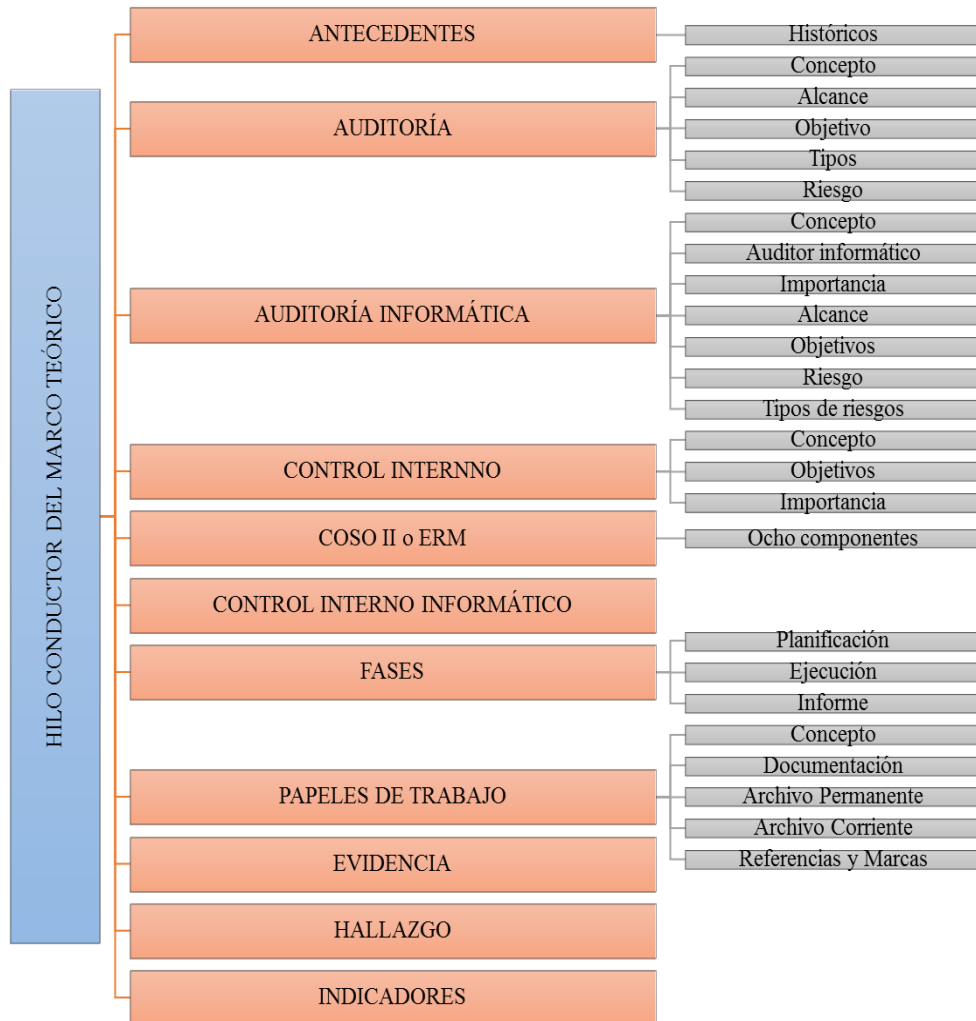 HILO CONDUCTOR DEL MARCO TEÓRICO
ANTECEDENTES
Históricos
AUDITORÍA
Concepto
Alcance
Objetivo
Tipos
Riesgo
AUDITORÍA INFORMÁTICA
Concepto
Auditor informático
Importancia
Alcance
Objetivos
Riesgo
Tipos de riesgos
CONTROL INTERNNO
Concepto
Objetivos
Importancia
COSO II o ERM
Ocho componentes
CONTROL INTERNO INFORMÁTICO
FASES
Planificación
Ejecución
Informe
PAPELES DE TRABAJO
Concepto
Documentación
Archivo Permanente
Archivo Corriente
Referencias y Marcas
EVIDENCIA
HALLAZGO
INDICADORES